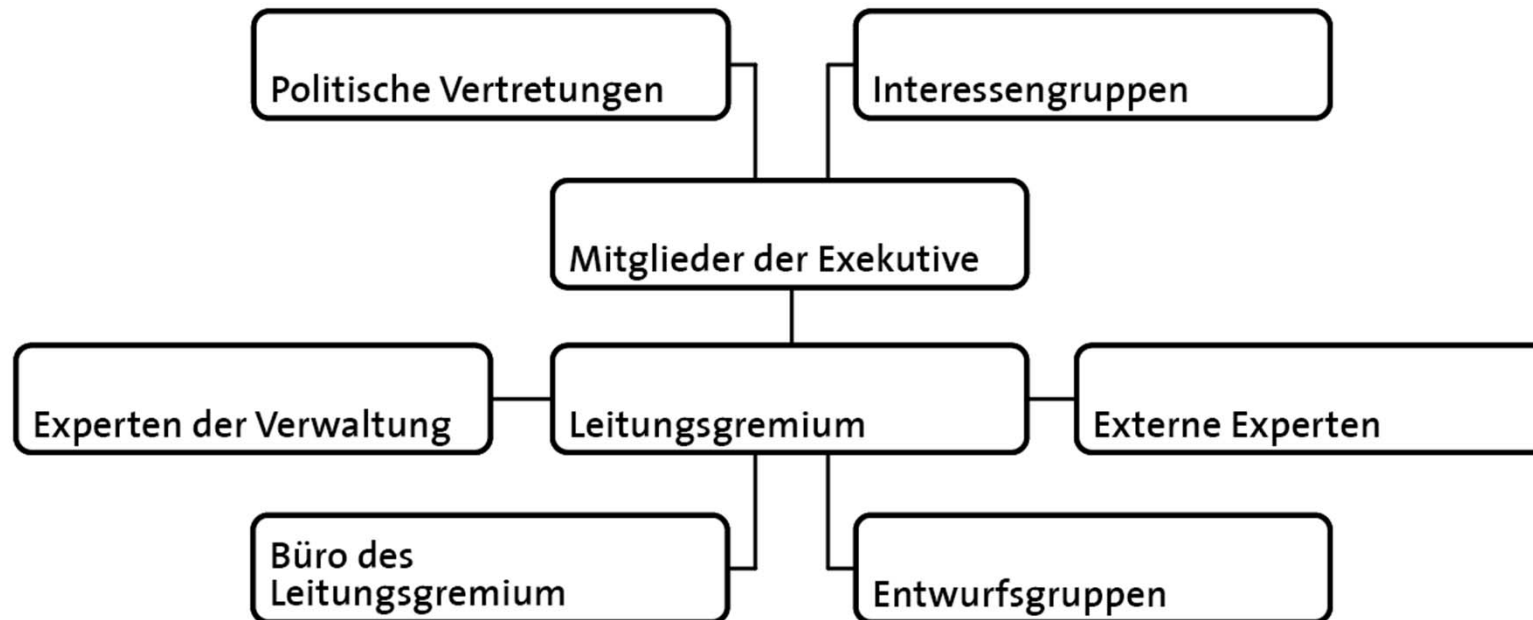 Politische Vertretungen
Interessengruppen
Mitglieder der Exekutive
Experten der Verwaltung
Leitungsgremium
Externe Experten
Büro des
Leitungsgremium
Entwurfsgruppen